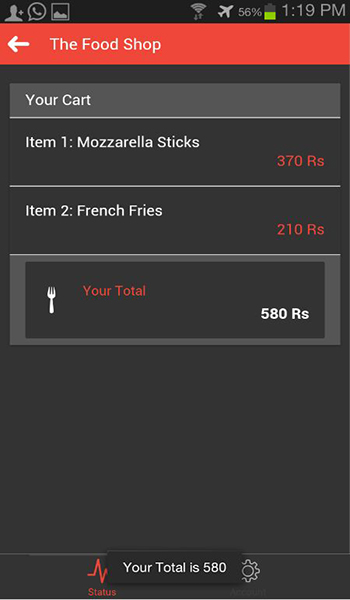 56% 1:19 PM
The Food Shop
Your Cart
Item 1: Mozzarella Sticks
370 Rs
Item 2: French Fries
210 Rs
Your Total
580 Rs
Your Total is 580
Status